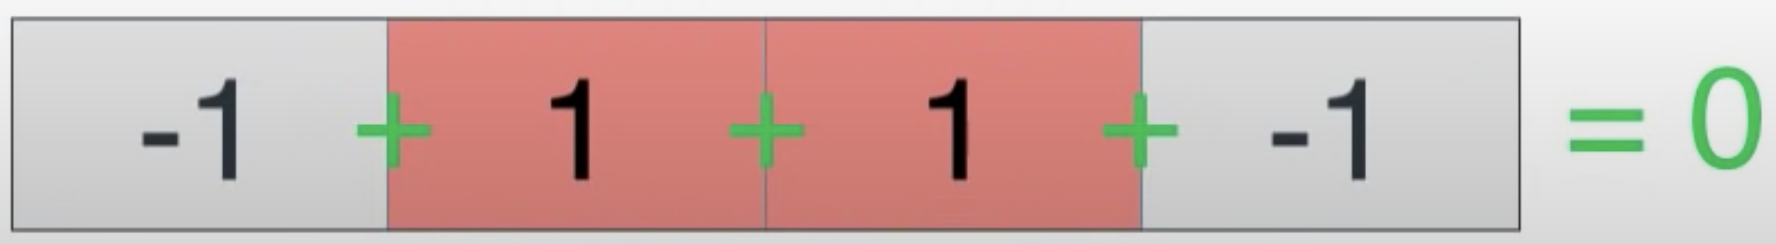 -1 + 1 + 1 + -1 = 0